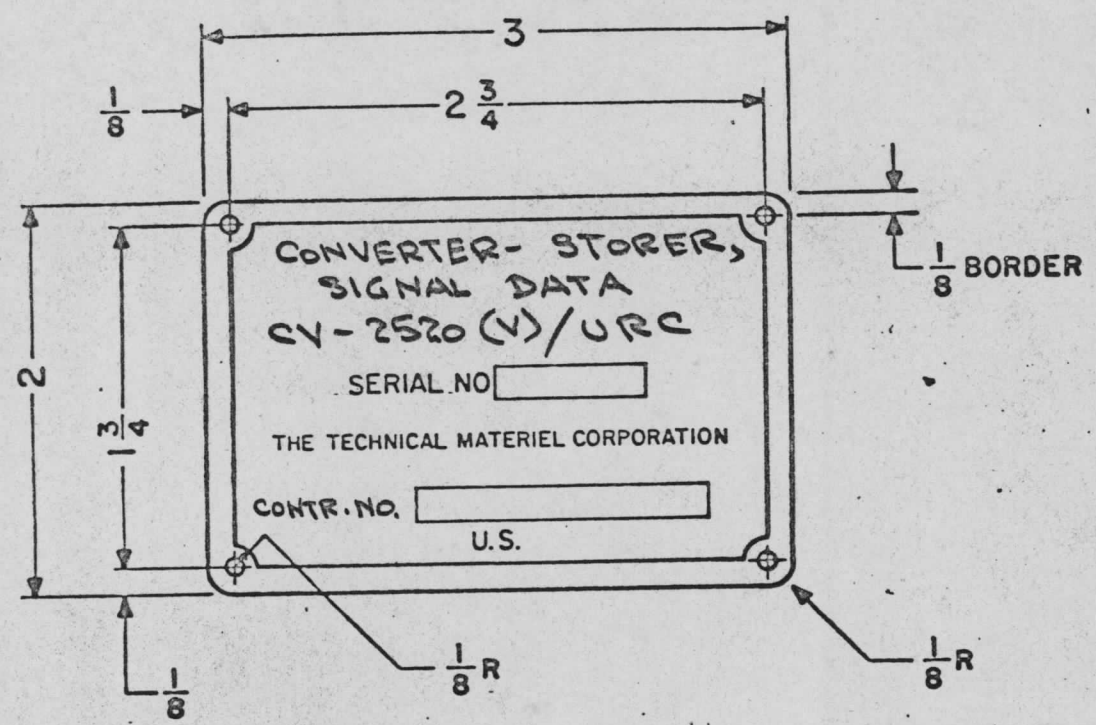 3
1/8
2 3/4
1/8 BORDER
2
1 3/4
CONVERTER- STORER,
SIGNAL DATA
CV-2520 (V)/URC
SERIAL NO
THE TECHNICAL MATERIEL CORPORATION
CONTR. NO.
U.S.
1/8
1/8 R
1/8 R